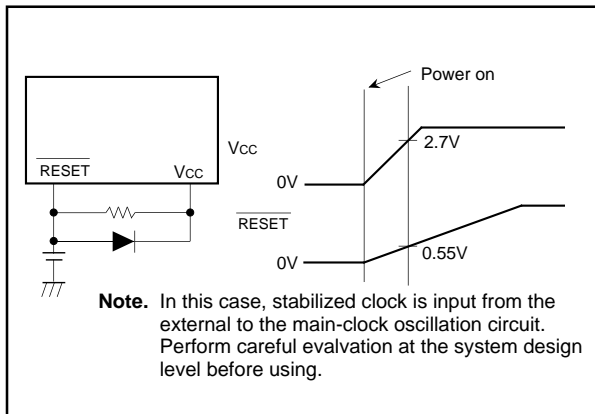 Power on
Vcc
2.7V
RESET
Vcc
0V
RESET
0.55V
0V
Note. In this case, stabilized clock is input from the
external to the main-clock oscillation circuit.
Perform careful evalvation at the system design
level before using.